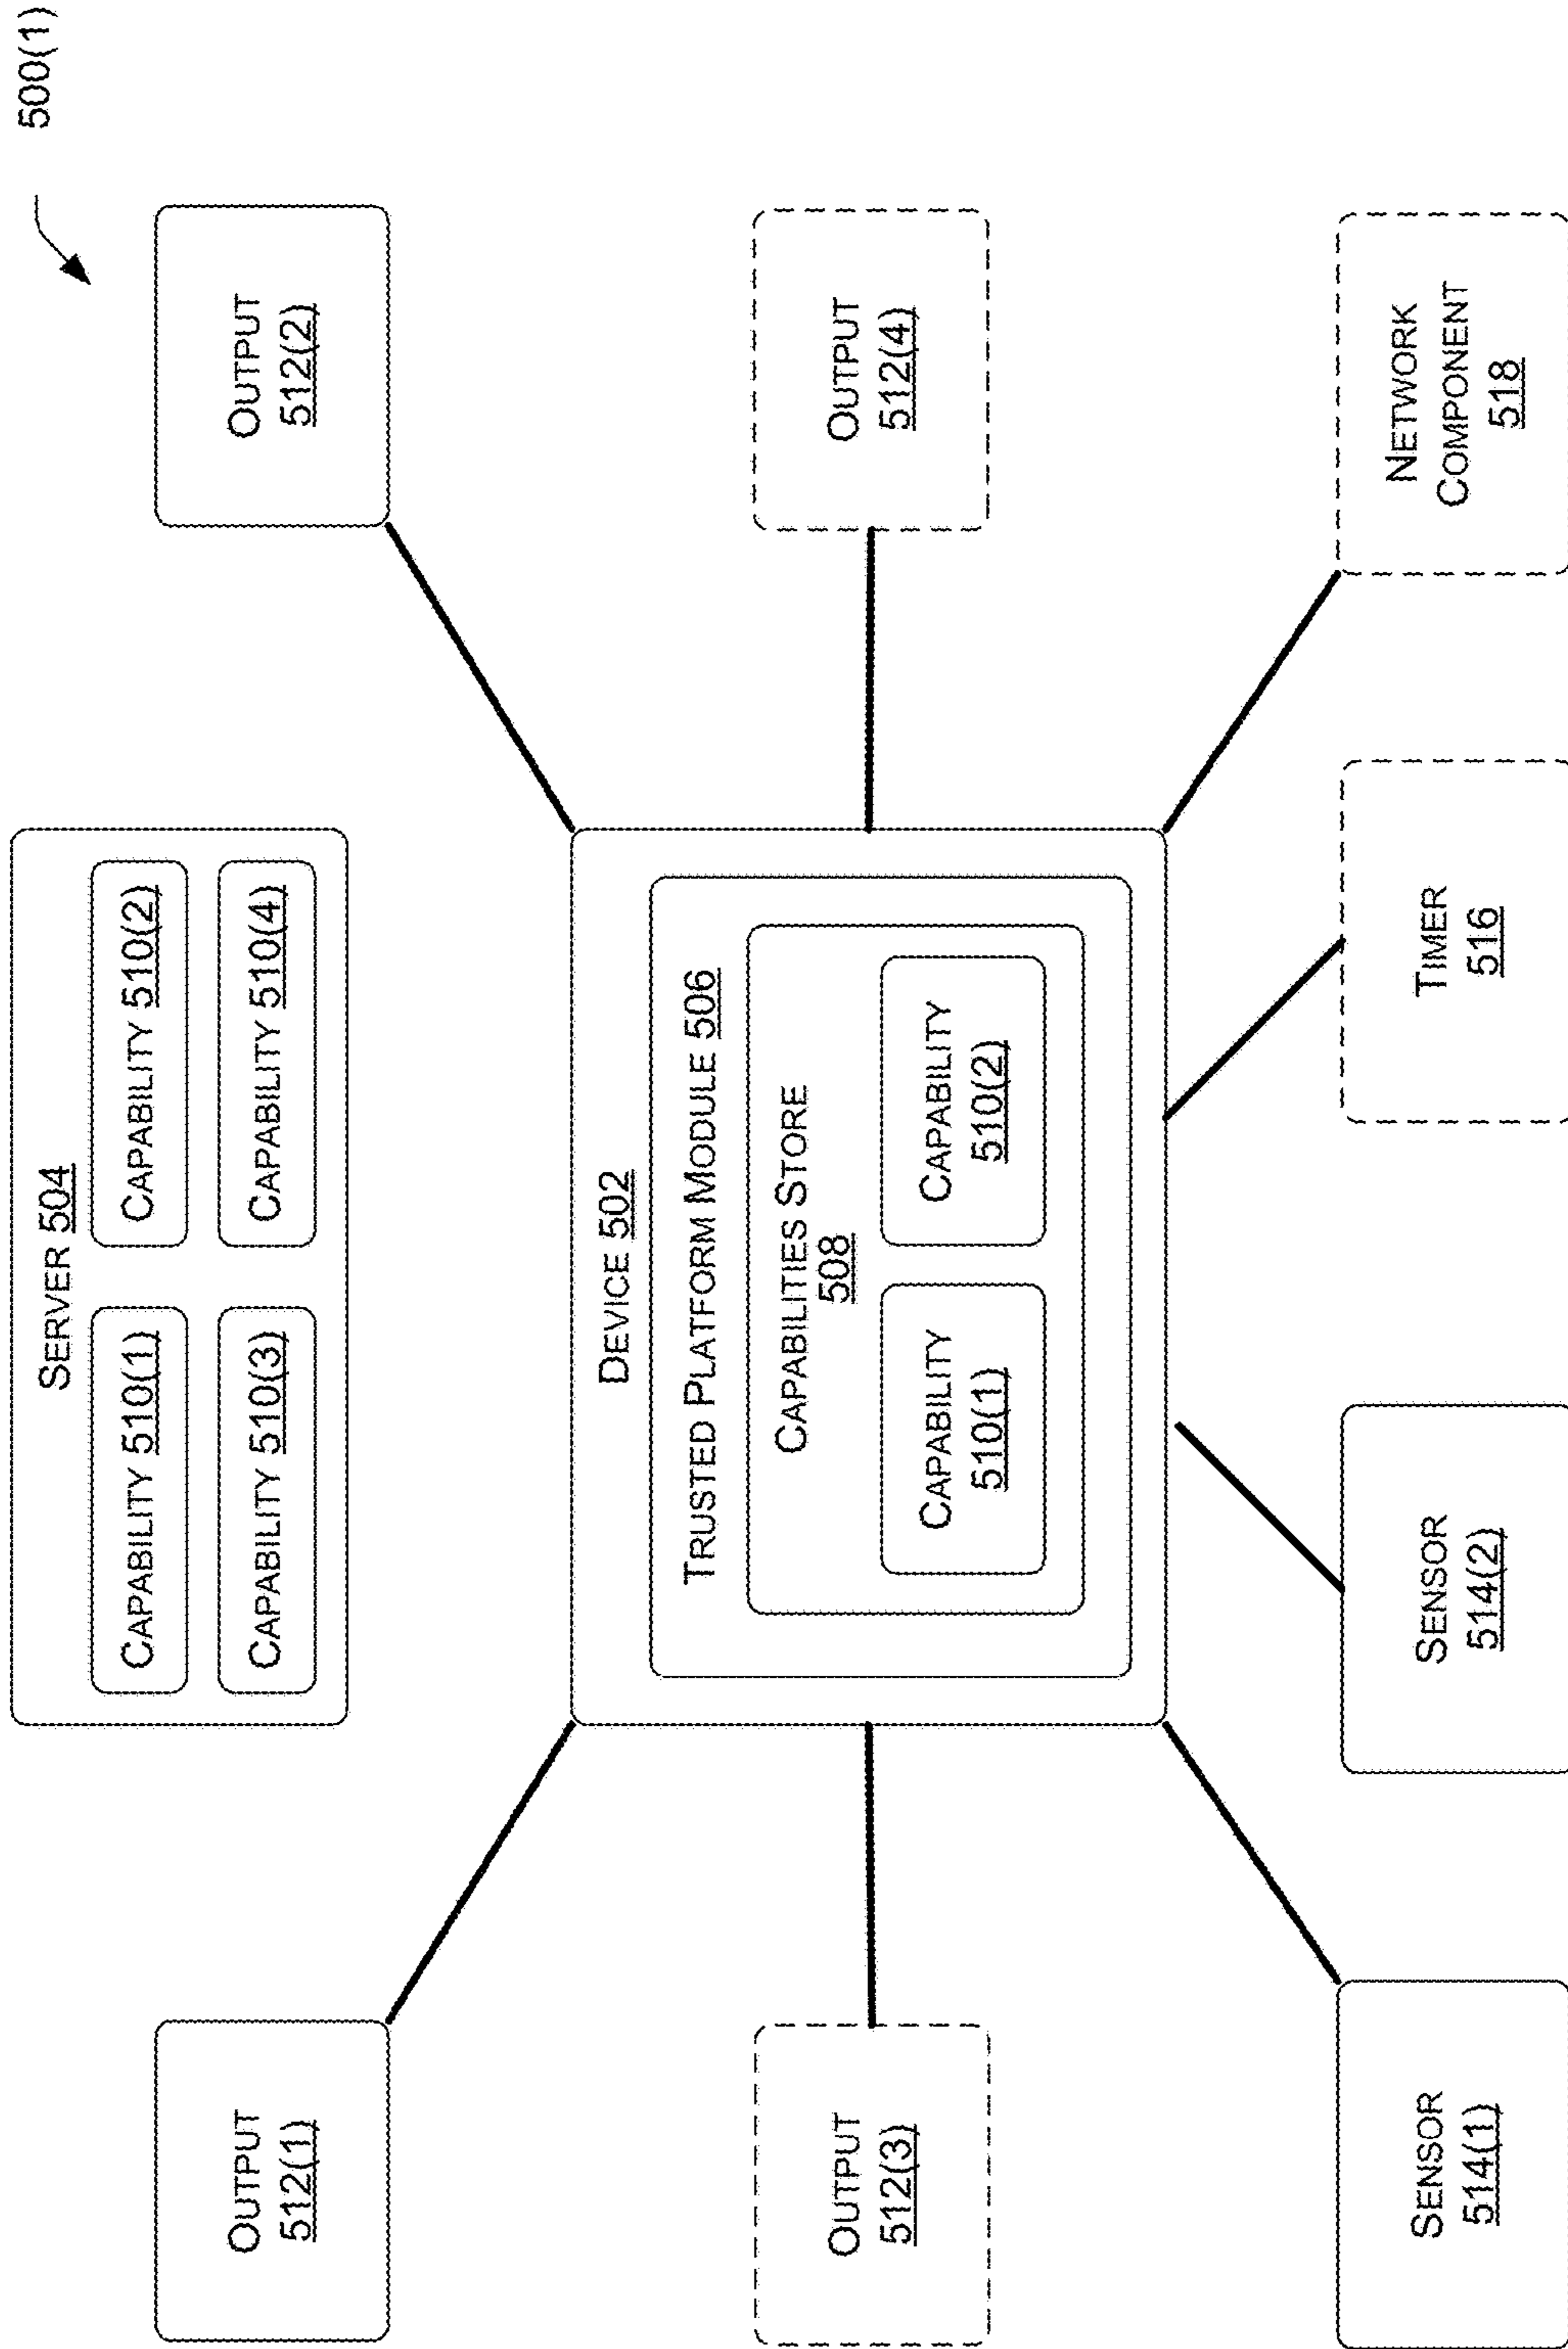 500(1)
SERVER 504
CAPABILITY 510(1)
CAPABILITY 510(2)
CAPABILITY 510(3)
CAPABILITY 510(4)
OUTPUT
512(1)
OUTPUT
512(2)
DEVICE 502
TRUSTED PLATFORM MODULE 506
CAPABILITIES STORE
508
CAPABILITY
510(1)
CAPABILITY
510(2)
OUTPUT
512(3)
OUTPUT
512(4)
SENSOR
514(1)
SENSOR
514(2)
TIMER
516
NETWORK
COMPONENT
518